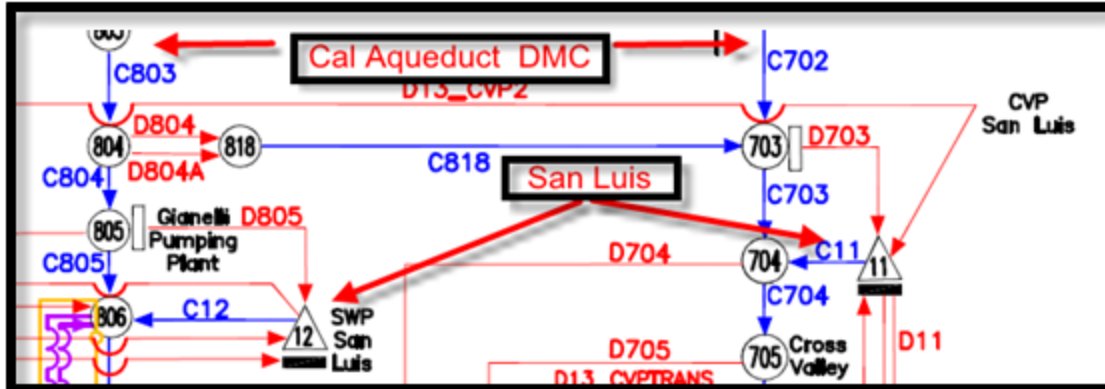 803
Cal Aqueduct DMC
C803
C702
D13_CVP2
CVP
San Luis
804
D804
D804A
818
C818
703
D703
C804
San Luis
C703
805
Gianelli
Pumping
Plant
D805
C805
D704
704
C11
11
C704
806
C12
12
SWP
San
Luis
D705
705
Cross
Valley
D11
D13_CVPTRANS